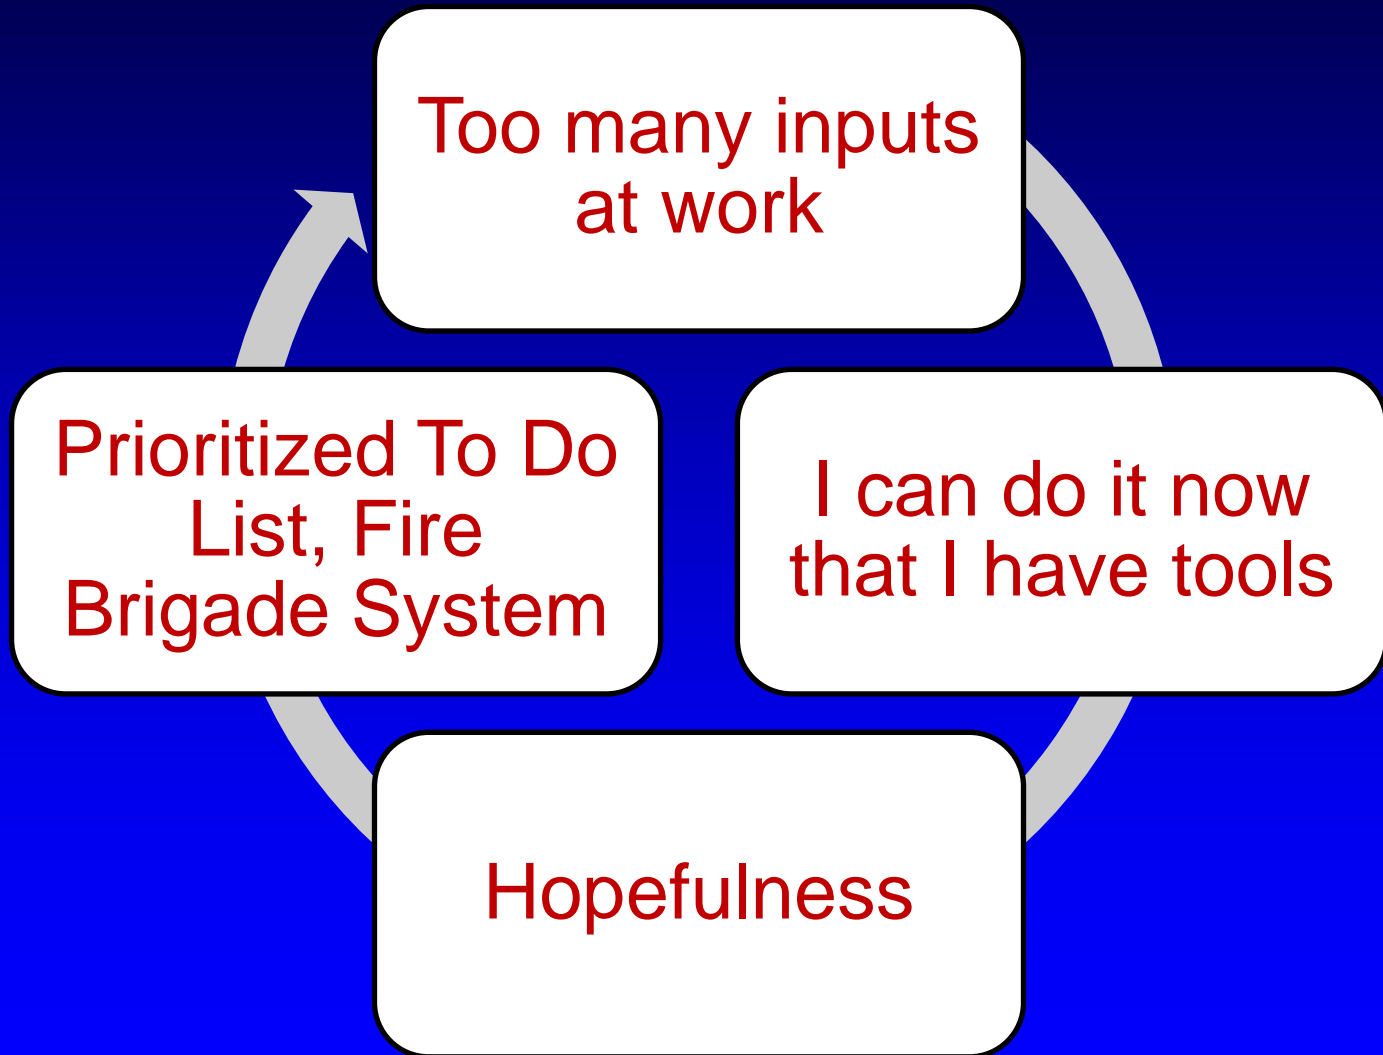 Too many inputs
at work
I can do it now
that I have tools
Hopefulness
Prioritized To Do
List, Fire
Brigade System